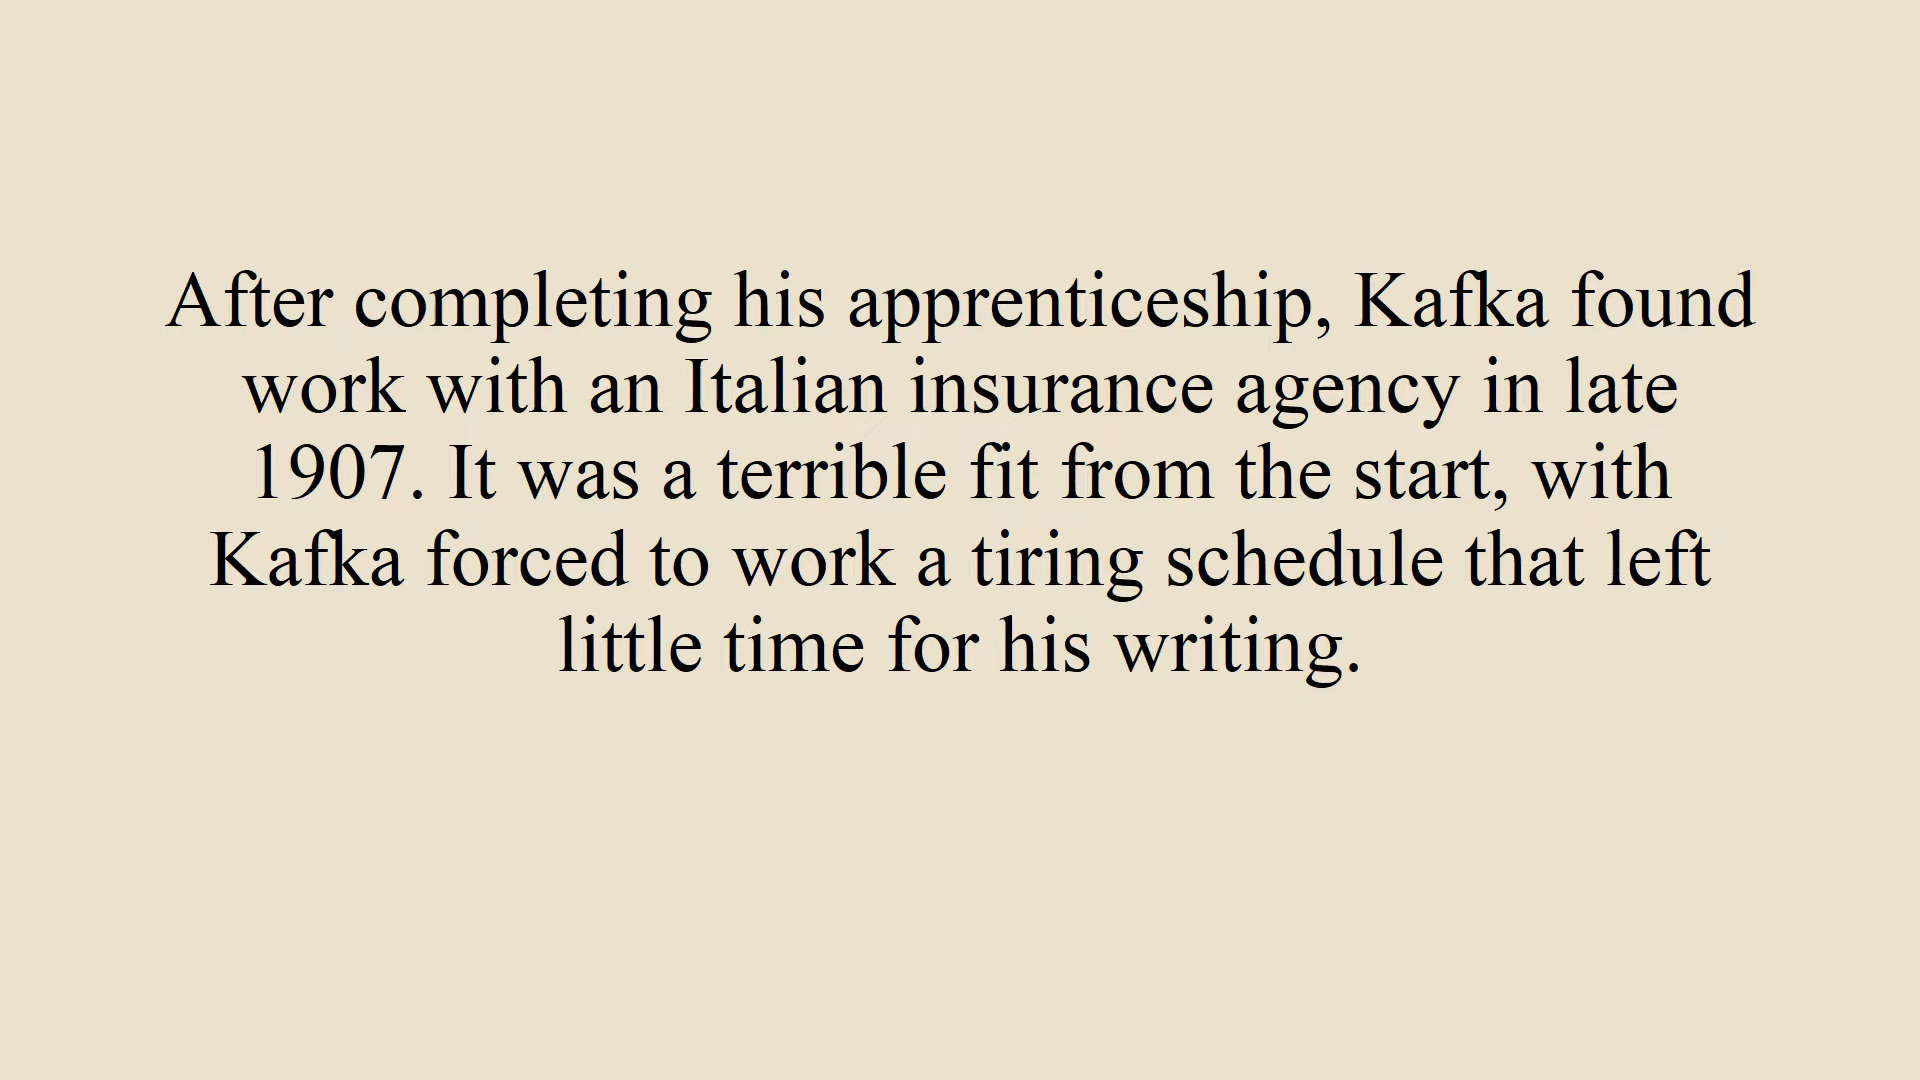 After completing his apprenticeship, Kafka found
work with an Italian insurance agency in late
1907. It was a terrible fit from the start, with
Kafka forced to work a tiring schedule that left
little time for his writing.